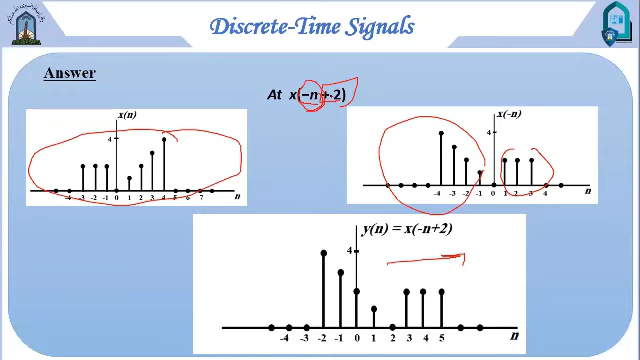 Discrete-Time Signals
Answer
At x(−n+2)
x(n)
4
-4 -3 -2 -1 0 1 2 3 4 5 6 7 n
x(-n)
4
-4 -3 -2 -1 0 1 2 3 4 n
y(n) = x(-n+2)
4
-4 -3 -2 -1 0 1 2 3 4 5 n